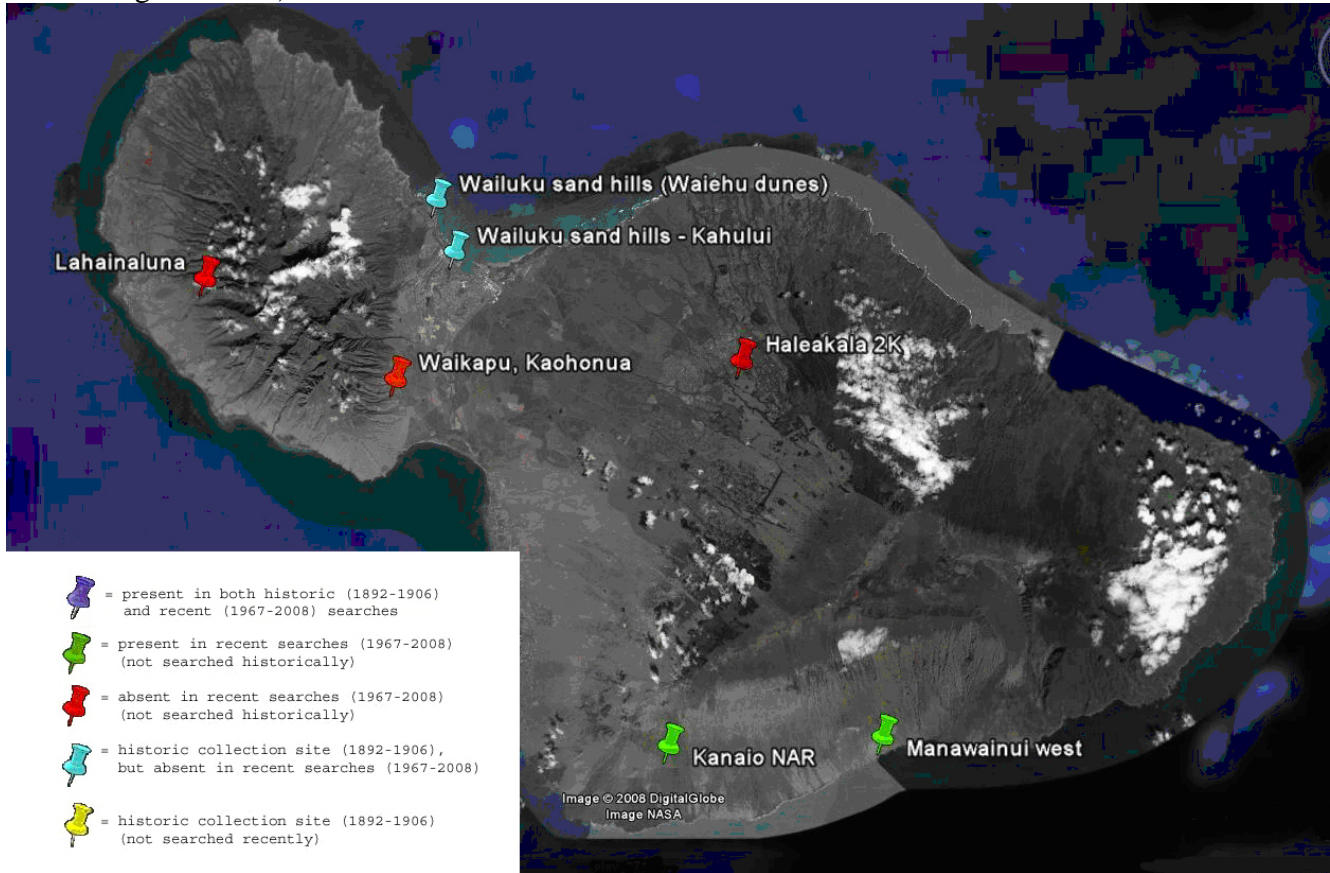 Wailuku sand hills (Waiehu dunes)
Wailuku sand hills - Kahului
Lahainaluna
Haleakala 2K
Waikapu, Kaohonua
= present in both historic (1892-1906)
and recent (1967-2008) searches
= present in recent searches (1967-2008)
(not searched historically)
= absent in recent searches (1967-2008)
(not searched historically)
= historic collection site (1892-1906),
but absent in recent searches (1967-2008)
= historic collection site (1892-1906)
(not searched recently)
Kanaio NAR
Manawainui west
Image © 2008 DigitalGlobe
Image NASA